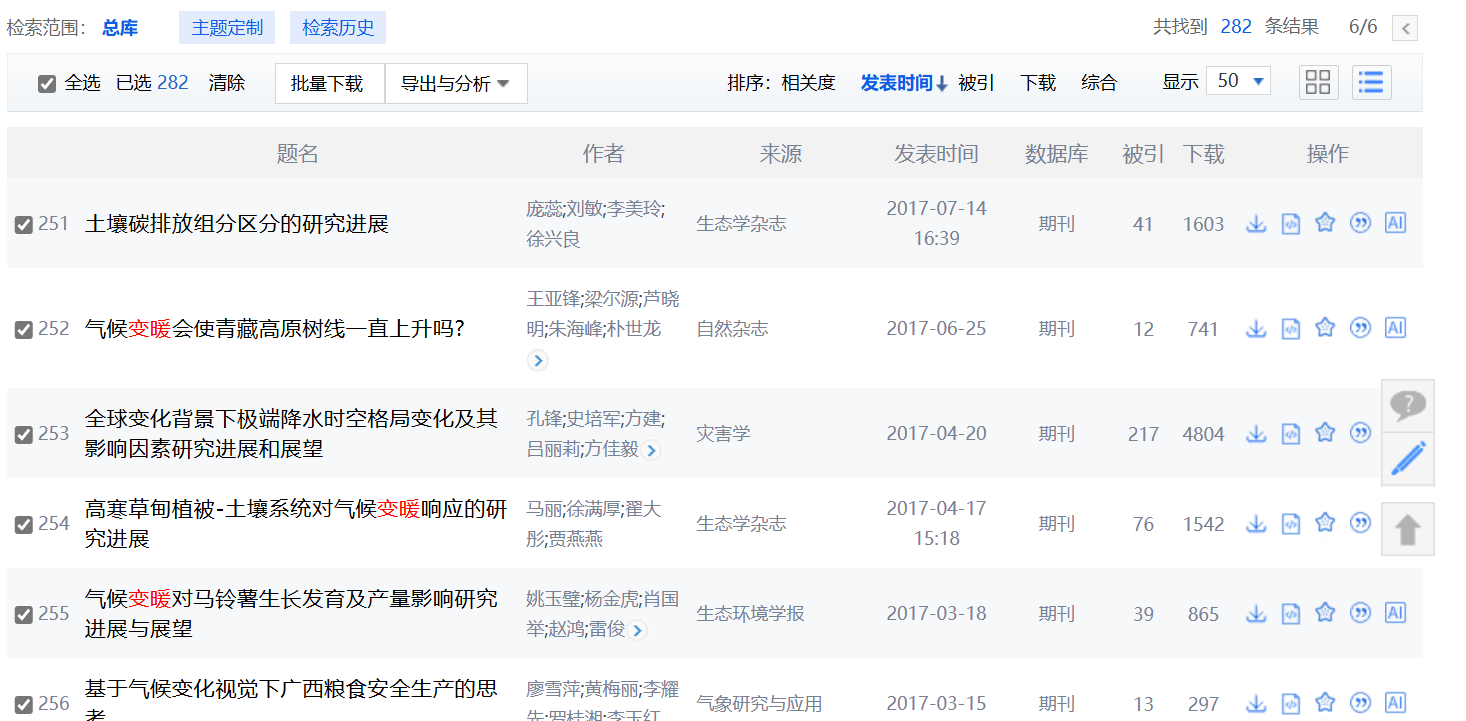 检索范围： 总库 主题定制 检索历史 共找到 282 条结果 6/6 <
全选 已选 282 清除 批量下载 导出与分析 排序： 相关度 发表时间↓ 被引 下载 综合 显示 50
题名 作者 来源 发表时间 数据库 被引 下载 操作
251 土壤碳排放组分区分的研究进展 庞蕊;刘敏;李美玲; 生态学杂志 2017-07-14 期刊 41 1603 AI
徐兴良 16:39
252 气候变暖会使青藏高原树线一直上升吗? 王亚锋;梁尔源;芦晓 自然杂志 2017-06-25 期刊 12 741 AI
明;朱海峰;朴世龙
253 全球变化背景下极端降水时空格局变化及其 孔锋;史培军;方建; 灾害学 2017-04-20 期刊 217 4804
影响因素研究进展和展望 吕丽莉;方佳毅
?
254 高寒草甸植被-土壤系统对气候变暖响应的研 马丽;徐满厚;翟大 生态学杂志 2017-04-17 期刊 76 1542
究进展 彤;贾燕燕 15:18
255 气候变暖对马铃薯生长发育及产量影响研究 姚玉璧;杨金虎;肖国 生态环境学报 2017-03-18 期刊 39 865 AI
进展与展望 举;赵鸿;雷俊
256 基于气候变化视觉下广西粮食安全生产的思 廖雪萍;黄梅丽;李耀 气象研究与应用 2017-03-15 期刊 13 297 AI
考 先;罗桂湘;李玉红